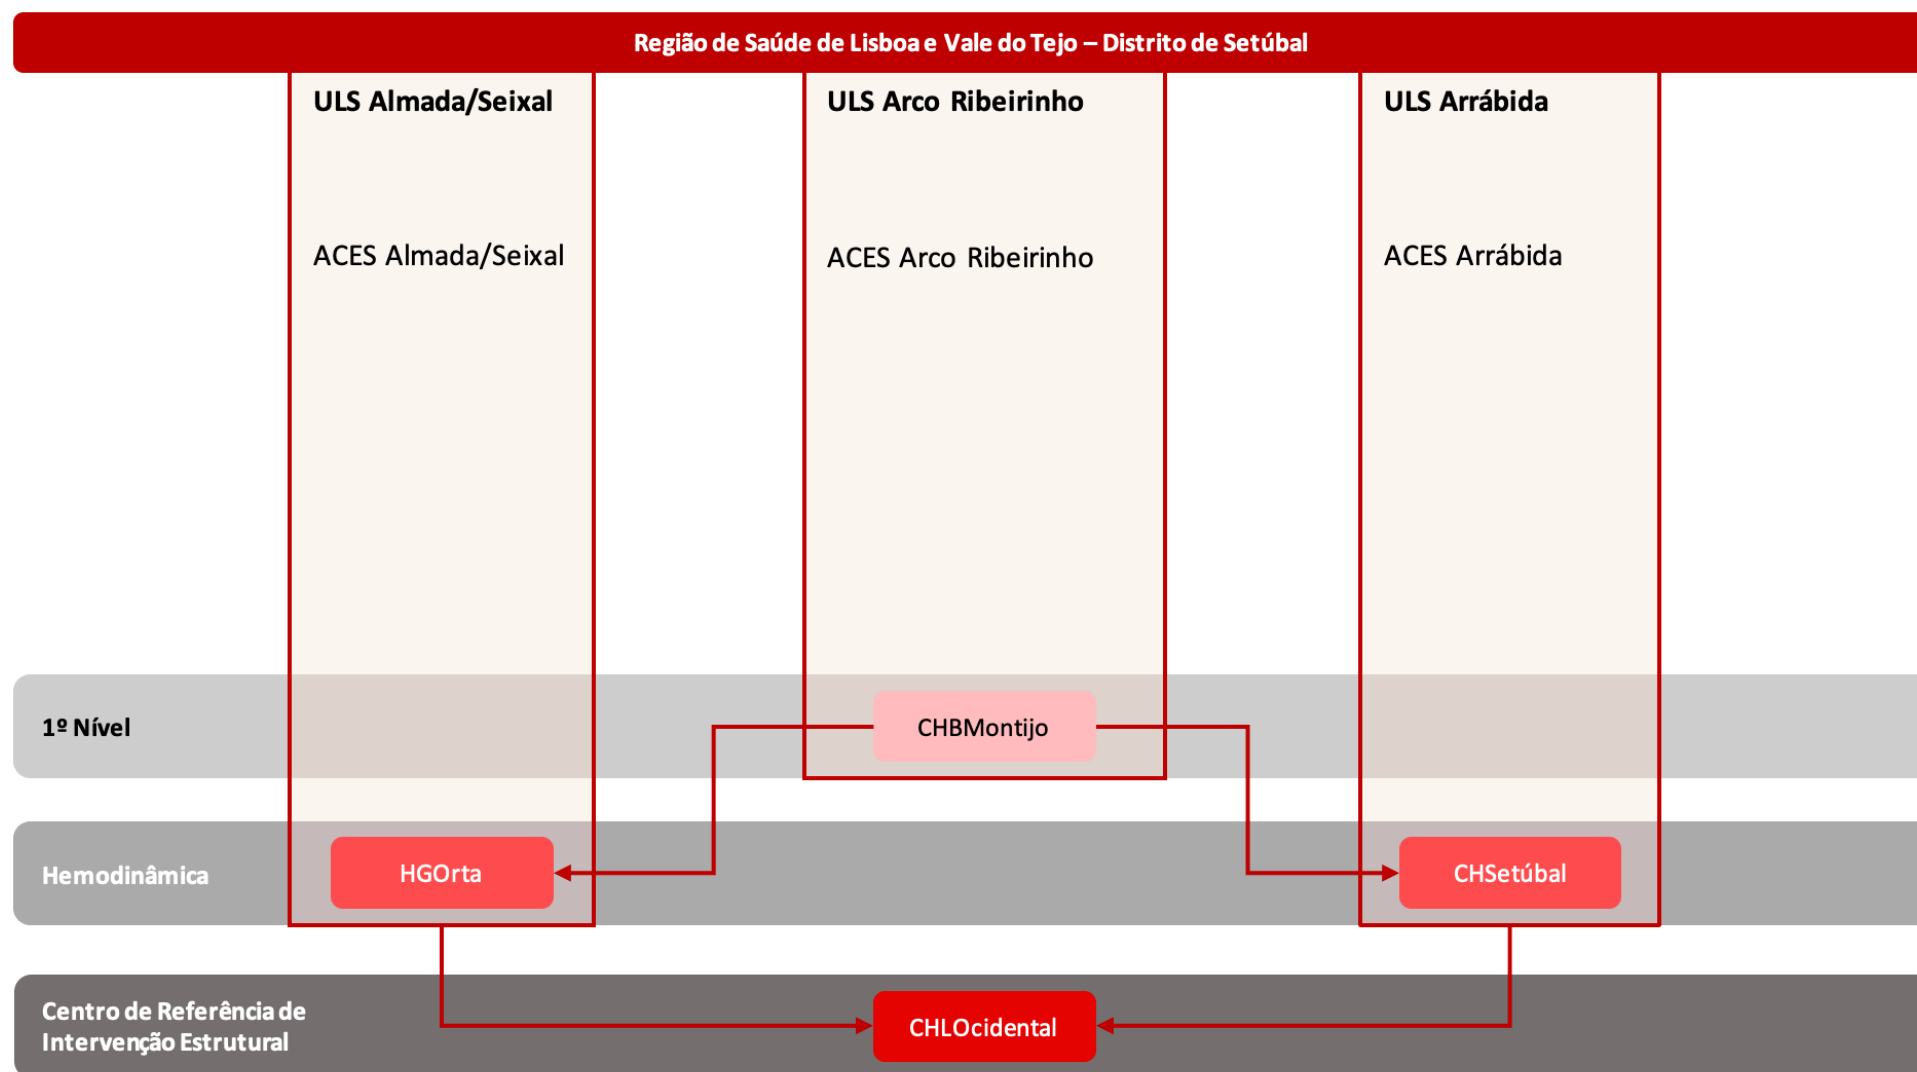 Região de Saúde de Lisboa e Vale do Tejo – Distrito de Setúbal
ULS Almada/Seixal
ULS Arco Ribeirinho
ULS Arrábida
ACES Almada/Seixal
ACES Arco Ribeirinho
ACES Arrábida
1º Nível
CHBMontijo
Hemodinâmica
HGOrta
CHSetúbal
Centro de Referência de
Intervenção Estrutural
CHLOcidental